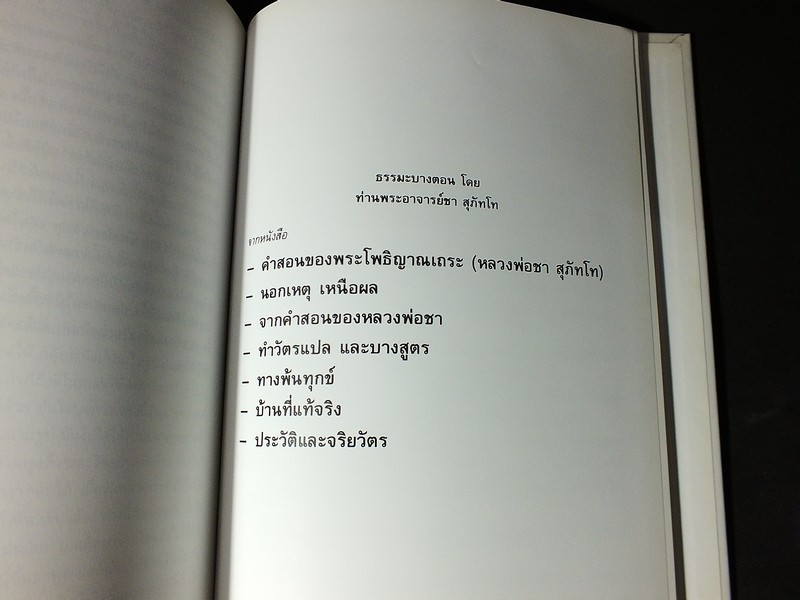 ธรรมะบางตอน โดย
ท่านพระอาจารย์ชา สุภัทโท
จากหนังสือ
– คำสอนของพระโพธิญาณเถระ (หลวงพ่อชา สุภัทโท)
– นอกเหตุ เหนือผล
– จากคำสอนของหลวงพ่อชา
– ทำวัตรแปล และบางสูตร
– ทางพ้นทุกข์
– บ้านที่แท้จริง
– ประวัติและจริยวัตร